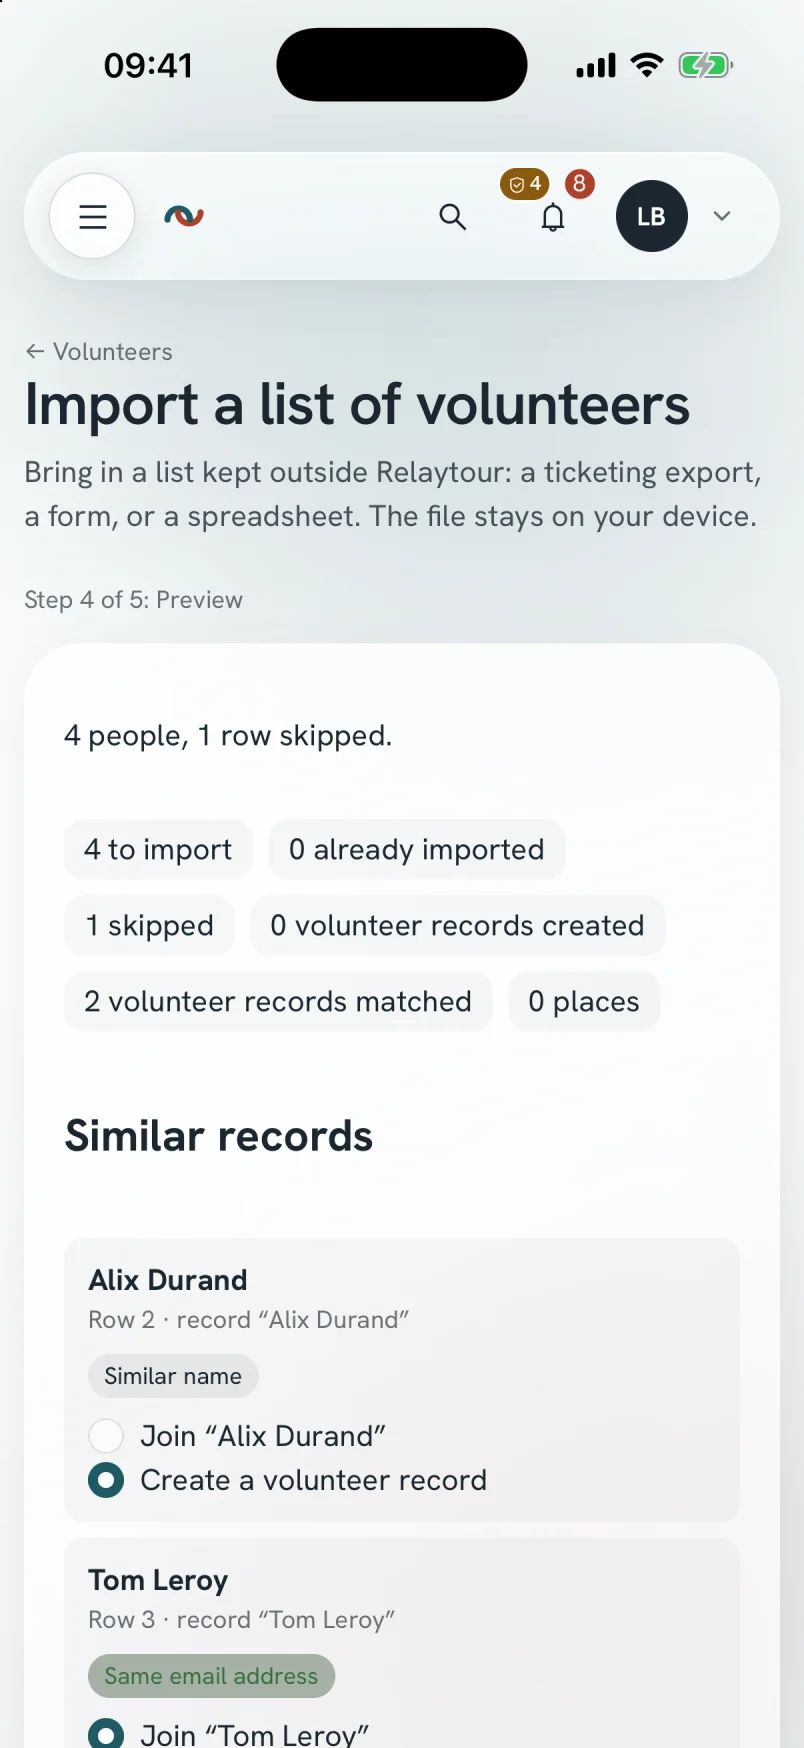 09:41
4
8
LB
← Volunteers
Import a list of volunteers
Bring in a list kept outside Relaytour: a ticketing export,
a form, or a spreadsheet. The file stays on your device.
Step 4 of 5: Preview
4 people, 1 row skipped.
4 to import
0 already imported
1 skipped
0 volunteer records created
2 volunteer records matched
0 places
Similar records
Alix Durand
Row 2 · record “Alix Durand”
Similar name
Join “Alix Durand”
Create a volunteer record
Tom Leroy
Row 3 · record “Tom Leroy”
Same email address
Join “Tom Leroy”